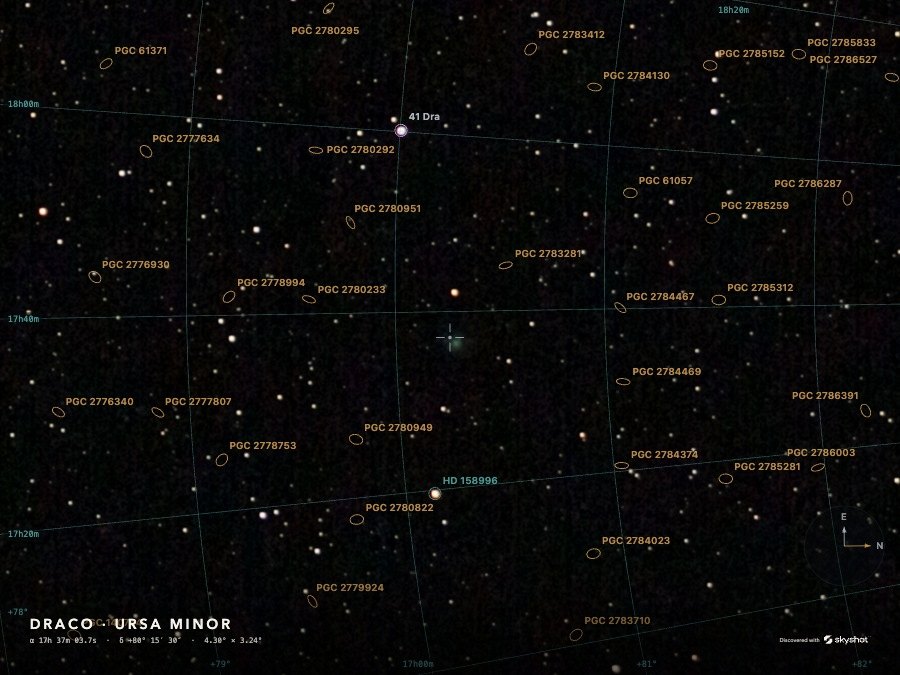 18h20m
PGC 2780295
PGC 2783412
PGC 2785833
PGC 61371
PGC 2785152
PGC 2786527
PGC 2784130
18h00m
41 Dra
PGC 2777634
PGC 2780292
PGC 61057
PGC 2786287
PGC 2780951
PGC 2785259
PGC 2783281
PGC 2776930
PGC 2778994
PGC 2780233
PGC 2785312
PGC 2784467
17h40m
PGC 2784469
PGC 2786391
PGC 2776340
PGC 2777807
PGC 2780949
PGC 2778753
PGC 2784374
PGC 2786003
PGC 2785281
HD 158996
PGC 2780822
E
17h20m
PGC 2784023
N
PGC 2779924
+78°
PGC 2783710
DRACO · URSA MINOR
α 17h 37m 03.7s · δ +80° 15' 30" · 4.30° × 3.24°
Discovered with skyshot
+79°
17h00m
+81°
+82°